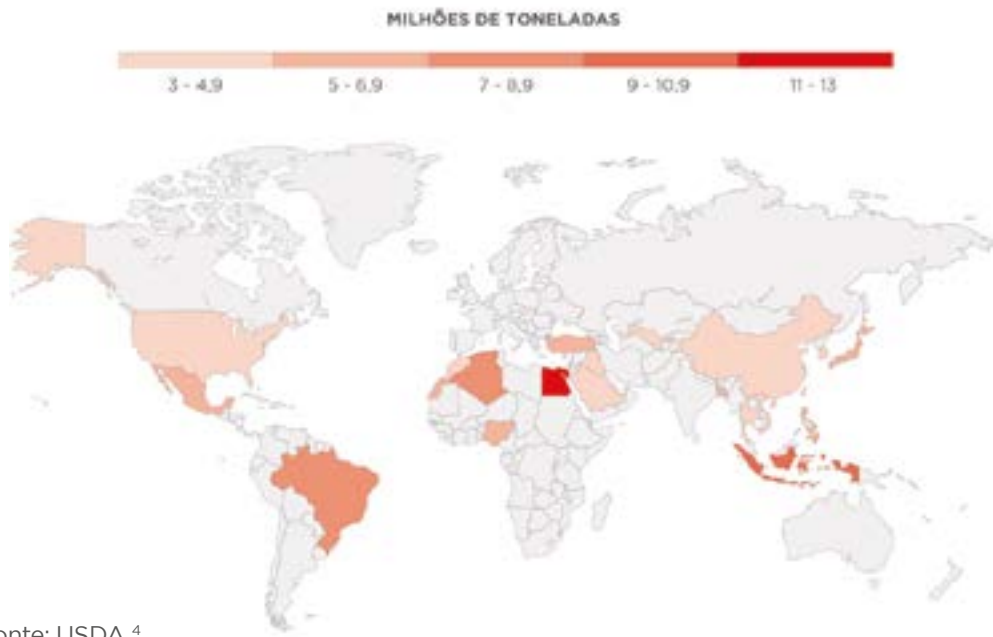 MILHÕES DE TONELADAS
3 - 4,9 5 - 6,9 7 - 8,9 9 - 10,9 11 - 13
onte: USDA 4